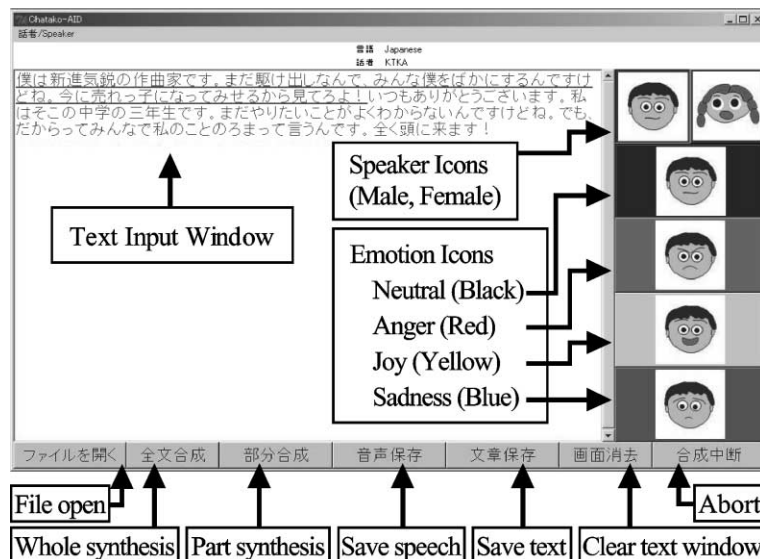 Chatako-AID
話者/Speaker
言語 Japanese
話者 KTKA
僕は新進気鋭の作曲家です。まだ駆け出しなんで、みんな僕をばかにするんですけ
どね。今に売れっ子になってみせるから見てろよ！いつもありがとうございます。私
はそこの中学の三年生です。まだやりたいことがよくわからないんですけどね。でも、
だからってみんなで私のことのろまって言うんです。全く頭に来ます！
Speaker Icons
(Male, Female)
Text Input Window
Emotion Icons
Neutral (Black)
Anger (Red)
Joy (Yellow)
Sadness (Blue)
ファイルを開く 全文合成 部分合成 音声保存 文章保存 画面消去 合成中断
File open
Abort
Whole synthesis
Part synthesis
Save speech
Save text
Clear text window